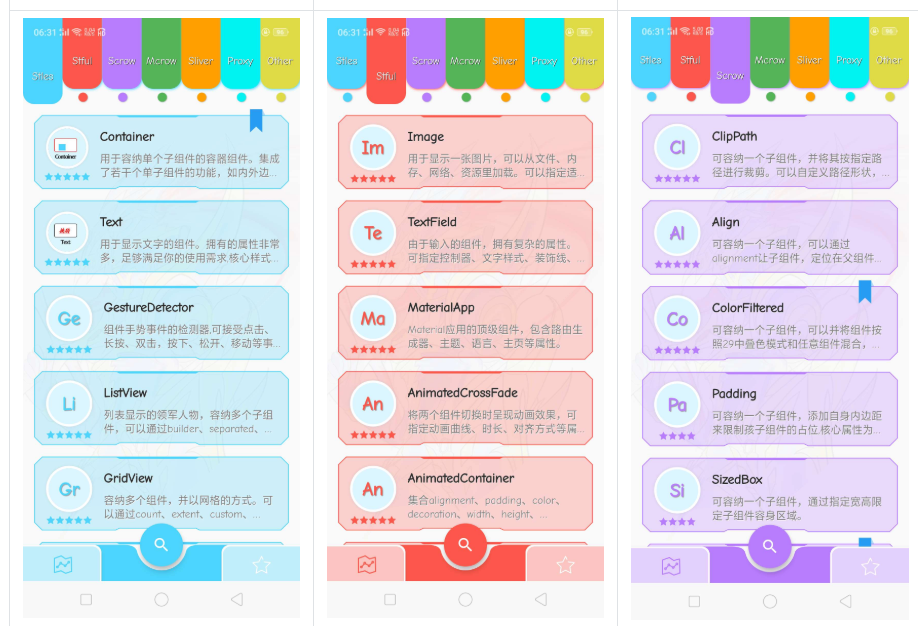 06:31
Stles
Stful
Scrow
Mcrow
Sliver
Proxy
Other
Container
Container
用于容纳单个子组件的容器组件。集成
了若干个单子组件的功能，如内外边...
Text
Text
用于显示文字的组件。拥有的属性非常
多，足够满足你的使用需求,核心样式...
Ge
GestureDetector
组件手势事件的检测器,可接受点击、
长按、双击，按下、松开、移动等事...
Li
ListView
列表显示的领军人物，容纳多个子组
件，可以通过builder、separated、...
Gr
GridView
容纳多个组件，并以网格的方式。可
以通过count、extent、custom、...
06:31
Stles
Stful
Scrow
Mcrow
Sliver
Proxy
Other
Im
Image
用于显示一张图片，可以从文件、内
存、网络、资源里加载。可以指定适...
Te
TextField
由于输入的组件，拥有复杂的属性。
可指定控制器、文字样式、装饰线、...
Ma
MaterialApp
Material应用的顶级组件，包含路由生
成器、主题、语言、主页等属性。
An
AnimatedCrossFade
将两个组件切换时呈现动画效果，可
指定动画曲线、时长、对齐方式等属...
An
AnimatedContainer
集合alignment、padding、color、
decoration、width、height、...
06:31
Stles
Stful
Scrow
Mcrow
Sliver
Proxy
Other
Cl
ClipPath
可容纳一个子组件，并将其按指定路
径进行裁剪。可以自定义路径形状，...
Al
Align
可容纳一个子组件，可以通过
alignment让子组件，定位在父组件...
Co
ColorFiltered
可容纳一个子组件，可以并将组件按
照29中叠色模式和任意组件混合，...
Pa
Padding
可容纳一个子组件，添加自身内边距
来限制孩子组件的占位,核心属性为...
Si
SizedBox
可容纳一个子组件，通过指定宽高限
定子组件容身区域。